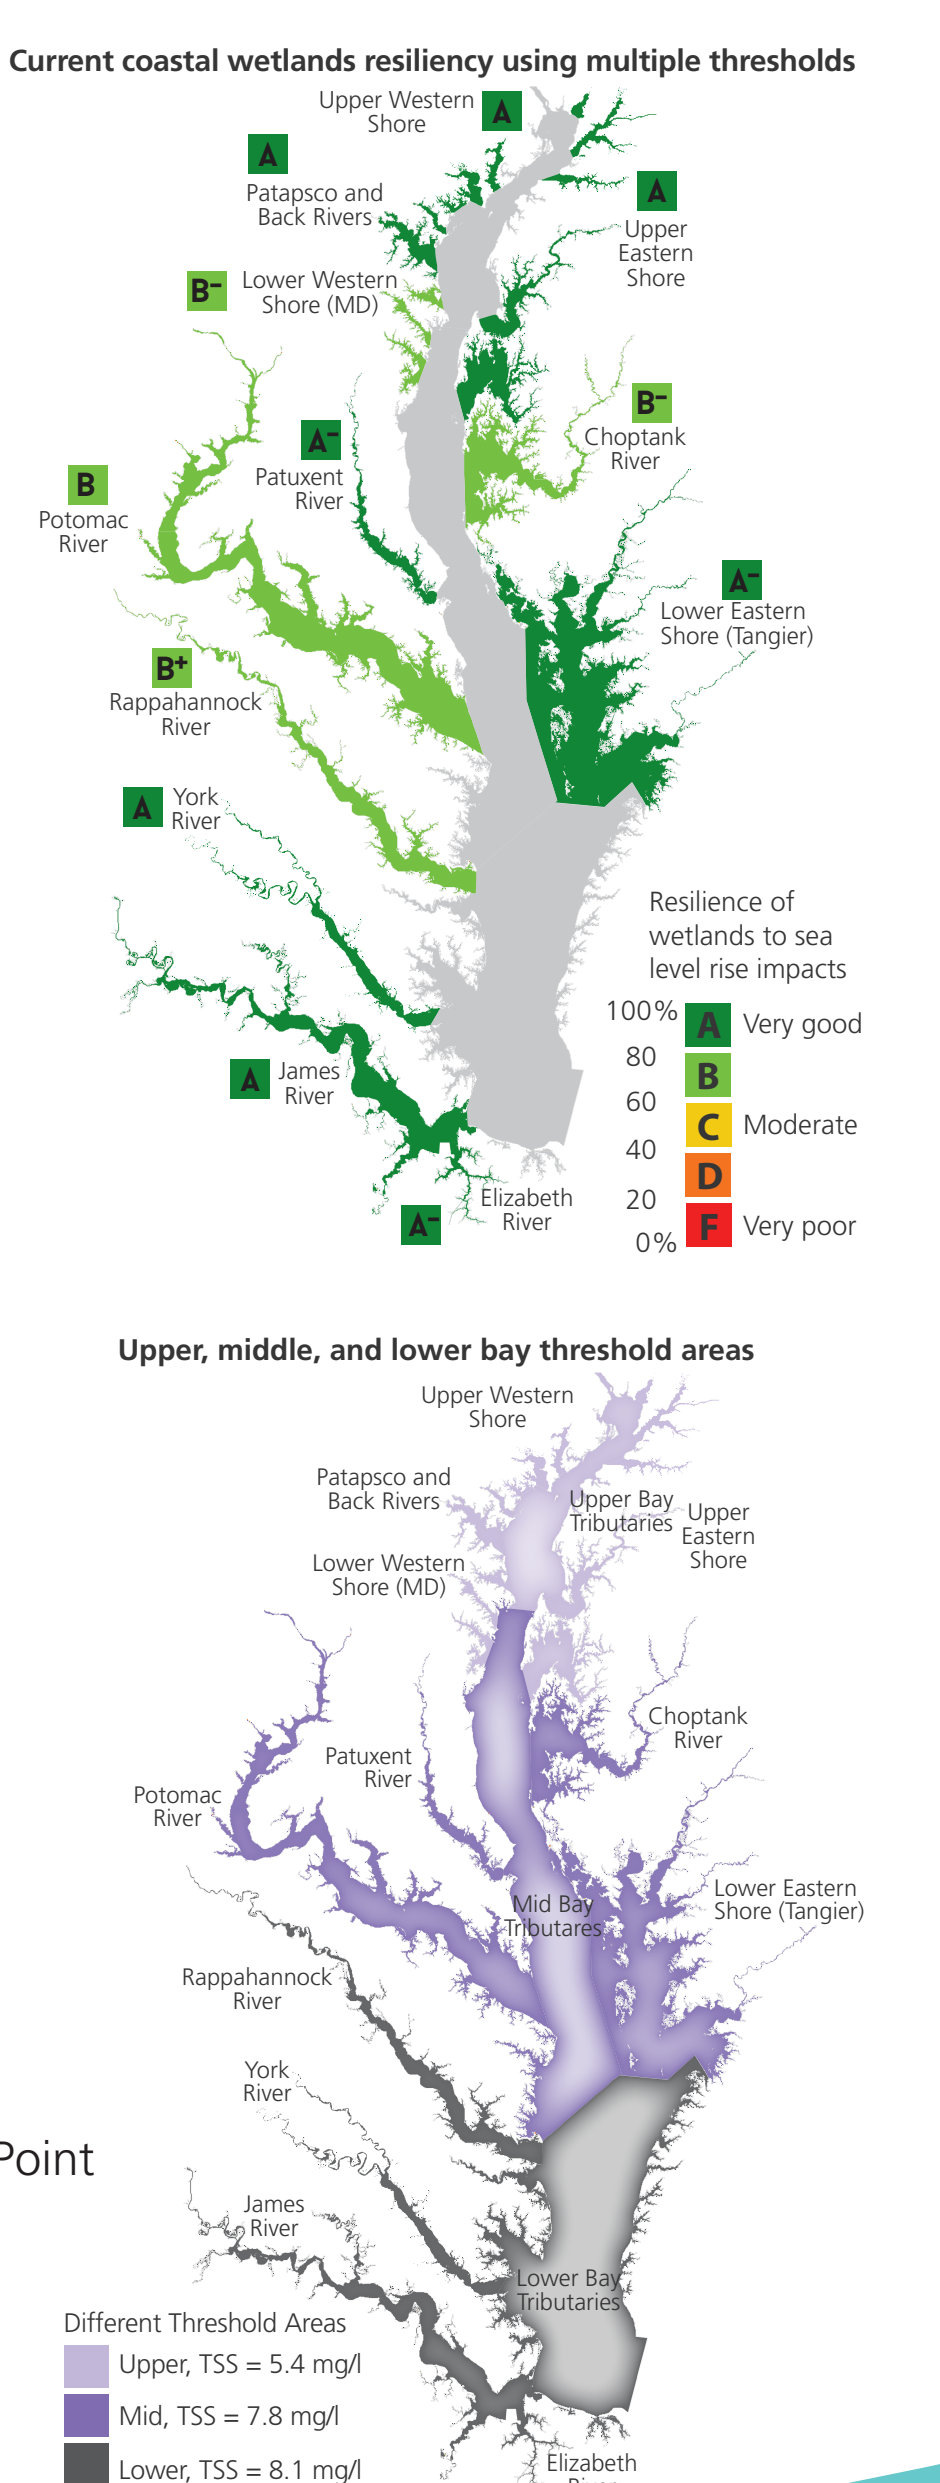 Current coastal wetlands resiliency using multiple thresholds
Upper Western
Shore
A
A
Patapsco and
Back Rivers
A
Upper
Eastern
Shore
B-
Lower Western
Shore (MD)
B-
Choptank
River
A-
Patuxent
River
B
Potomac
River
A-
Lower Eastern
Shore (Tangier)
B+
Rappahannock
River
A
York
River
A
James
River
A-
Elizabeth
River
Resilience of
wetlands to sea
level rise impacts
100%
A Very good
80
B
60
C Moderate
40
D
20
F Very poor
0%
Upper, middle, and lower bay threshold areas
Upper Western
Shore
Patapsco and
Back Rivers
Upper Bay
Tributaries
Upper
Eastern
Shore
Lower Western
Shore (MD)
Choptank
River
Patuxent
River
Potomac
River
Mid Bay
Tributares
Lower Eastern
Shore (Tangier)
Rappahannock
River
York
River
Point
James
River
Lower Bay
Tributaries
Different Threshold Areas
Upper, TSS = 5.4 mg/l
Mid, TSS = 7.8 mg/l
Lower, TSS = 8.1 mg/l
Elizabeth